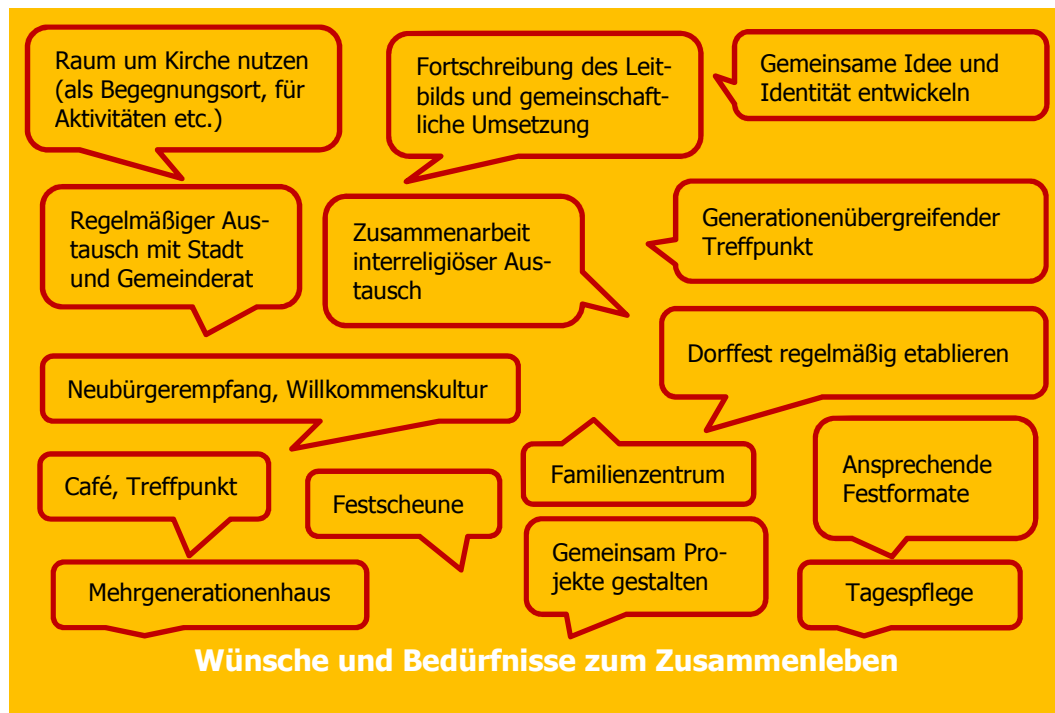 Raum um Kirche nutzen
(als Begegnungsort, für
Aktivitäten etc.)
Fortschreibung des Leit-
bilds und gemeinschaft-
liche Umsetzung
Gemeinsame Idee und
Identität entwickeln
Regelmäßiger Aus-
tausch mit Stadt
und Gemeinderat
Zusammenarbeit
interreligiöser Aus-
tausch
Generationenübergreifender
Treffpunkt
Dorffest regelmäßig etablieren
Neubürgerempfang, Willkommenskultur
Café, Treffpunkt
Festscheune
Familienzentrum
Ansprechende
Festformate
Mehrgenerationenhaus
Gemeinsam Pro-
jekte gestalten
Tagespflege
Wünsche und Bedürfnisse zum Zusammenleben